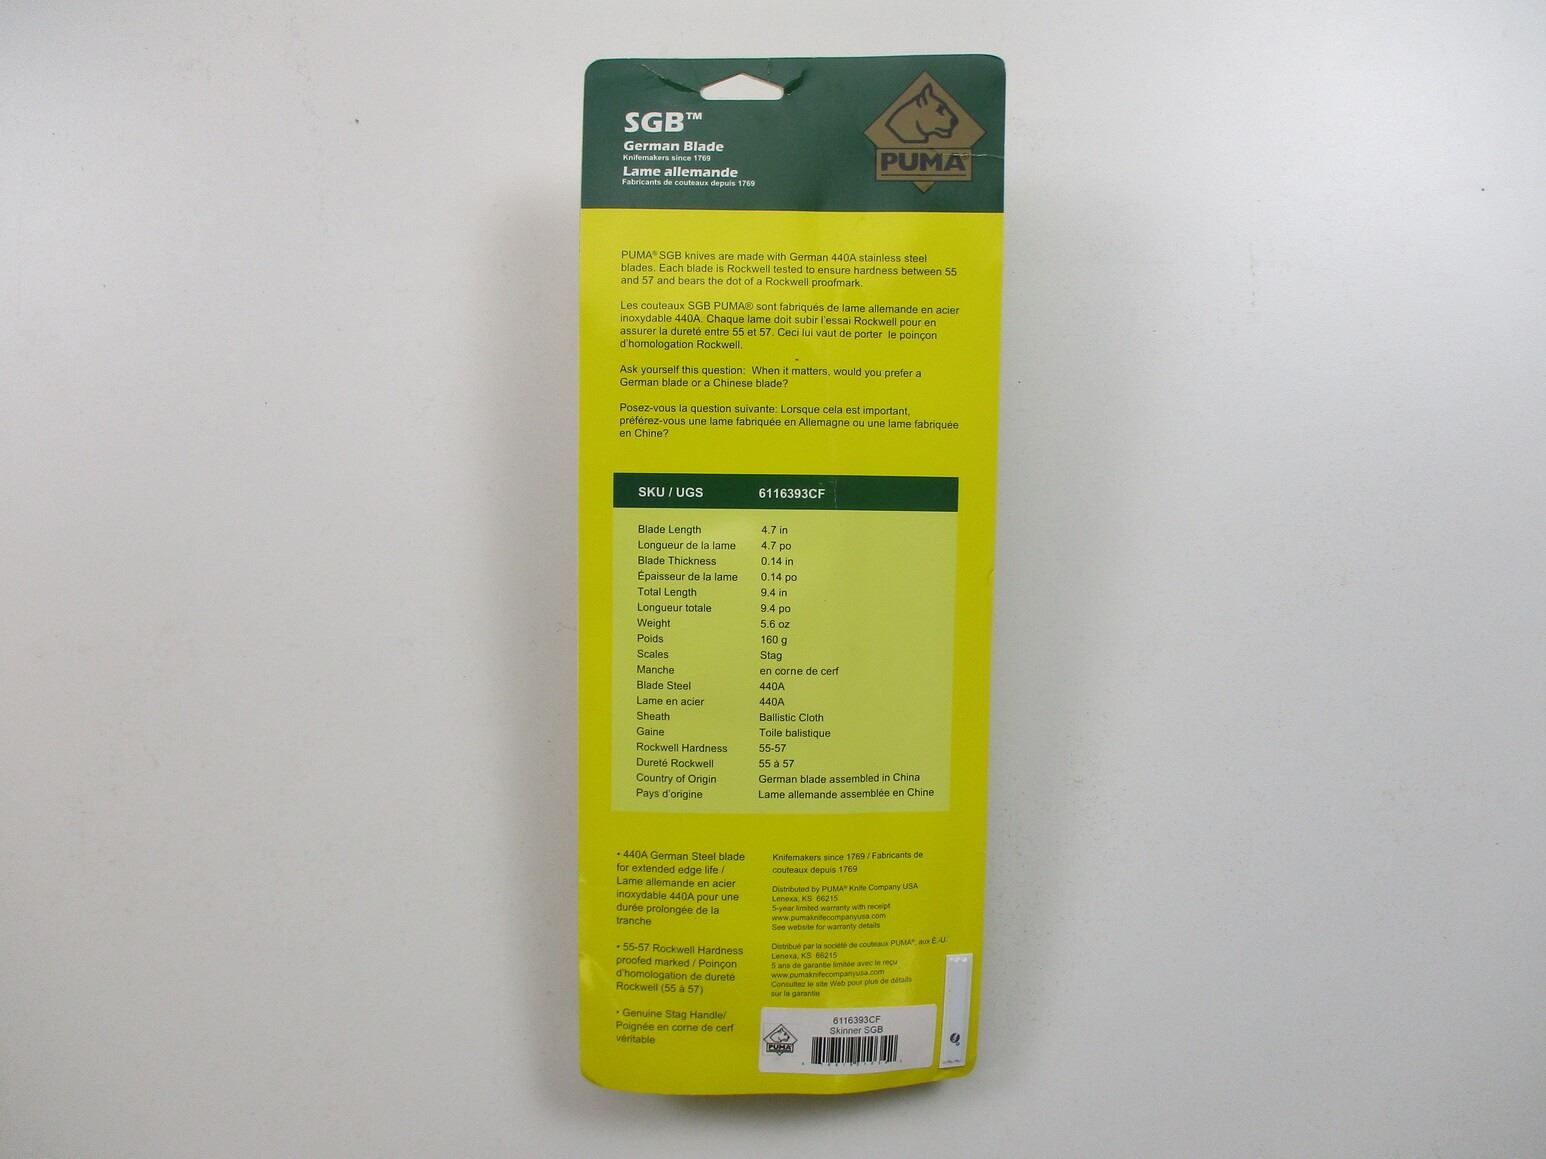 SGB™
German Blade
Knifemakers since 1769
Lame allemande
Fabricants de couteaux depuis 1769
PUMA
PUMA® SGB knives are made with German 440A stainless steel
blades. Each blade is Rockwell tested to ensure hardness between 55
and 57 and bears the dot of a Rockwell proofmark.
Les couteaux SGB PUMA® sont fabriqués de lame allemande en acier
inoxydable 440A. Chaque lame doit subir l'essai Rockwell pour en
assurer la dureté entre 55 et 57. Ceci lui vaut de porter le poinçon
d'homologation Rockwell.
Ask yourself this question: When it matters, would you prefer a
German blade or a Chinese blade?
Posez-vous la question suivante: Lorsque cela est important,
préférez-vous une lame fabriquée en Allemagne ou une lame fabriquée
en Chine?
SKU / UGS 6116393CF
Blade Length 4.7 in
Longueur de la lame 4.7 po
Blade Thickness 0.14 in
Épaisseur de la lame 0.14 po
Total Length 9.4 in
Longueur totale 9.4 po
Weight 5.6 oz
Poids 160 g
Scales Stag
Manche en corne de cerf
Blade Steel 440A
Lame en acier 440A
Sheath Ballistic Cloth
Gaine Toile balistique
Rockwell Hardness 55-57
Dureté Rockwell 55 à 57
Country of Origin German blade assembled in China
Pays d'origine Lame allemande assemblée en Chine
• 440A German Steel blade
for extended edge life /
Lame allemande en acier
inoxydable 440A pour une
durée prolongée de la
tranche
• 55-57 Rockwell Hardness
proofed marked / Poinçon
d'homologation de dureté
Rockwell (55 à 57)
• Genuine Stag Handle/
Poignée en corne de cerf
véritable
Knifemakers since 1769 / Fabricants de
couteaux depuis 1769
Distributed by PUMA® Knife Company USA
Lenexa, KS 66215
5-year limited warranty with receipt
www.pumaknifecompanyusa.com
See website for warranty details
Distribué par la société de couteaux PUMA®, aux É.-U.
Lenexa, KS 66215
5 ans de garantie limitée avec le reçu
www.pumaknifecompanyusa.com
Consultez le site Web pour plus de détails
sur la garantie
6116393CF
Skinner SGB
PUMA